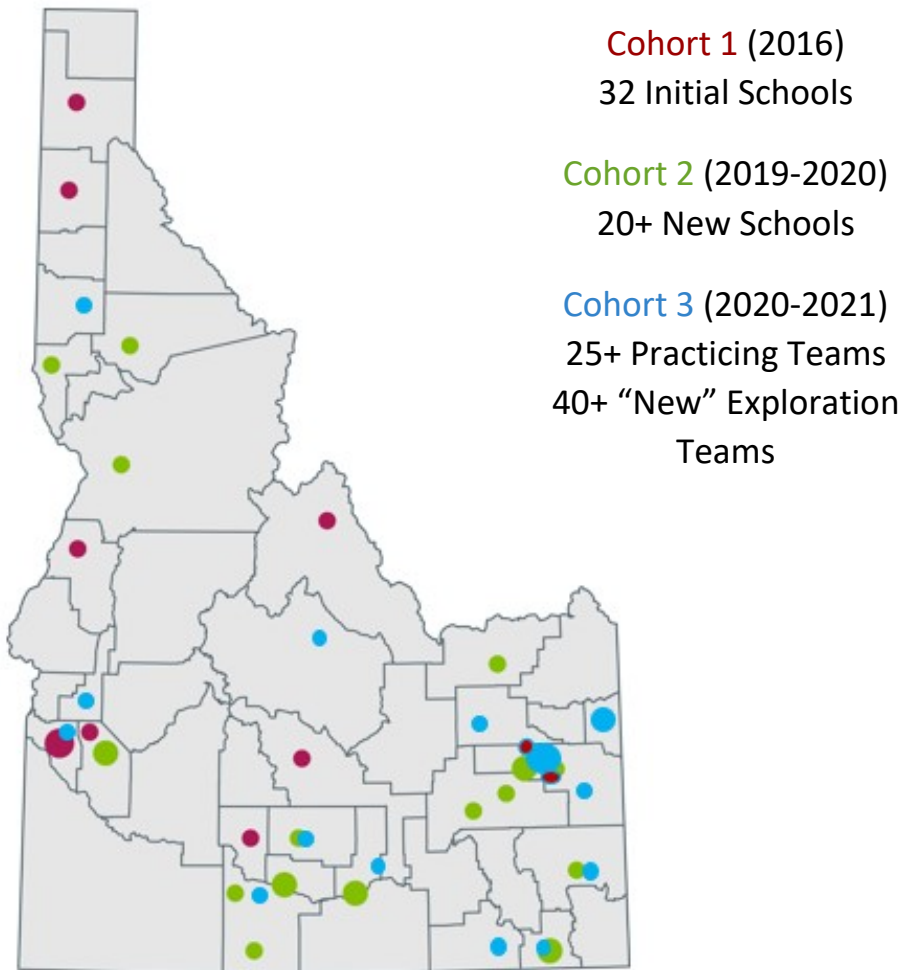 Cohort 1 (2016)
32 Initial Schools
Cohort 2 (2019-2020)
20+ New Schools
Cohort 3 (2020-2021)
25+ Practicing Teams
40+ “New” Exploration
Teams